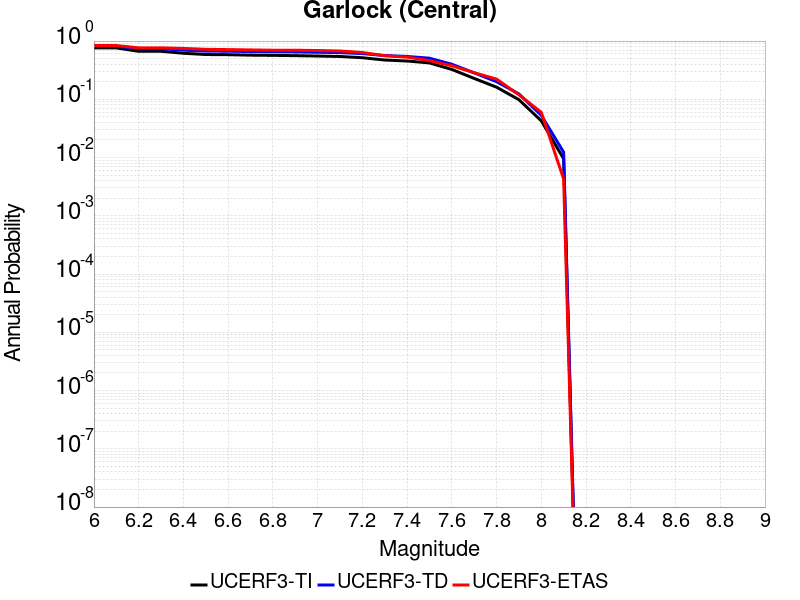 Garlock (Central)
Annual Probability
10^0
10^-1
10^-2
10^-3
10^-4
10^-5
10^-6
10^-7
10^-8
6 6.2 6.4 6.6 6.8 7 7.2 7.4 7.6 7.8 8 8.2 8.4 8.6 8.8 9
Magnitude
UCERF3-TI UCERF3-TD UCERF3-ETAS